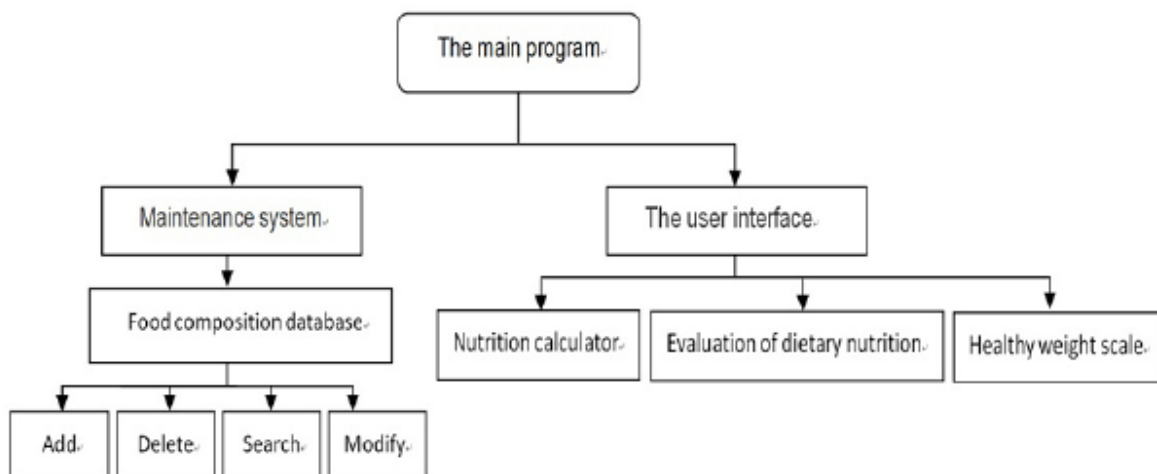 The main program
Maintenance system
The user interface
Food composition database
Nutrition calculator
Evaluation of dietary nutrition
Healthy weight scale
Add
Delete
Search
Modify